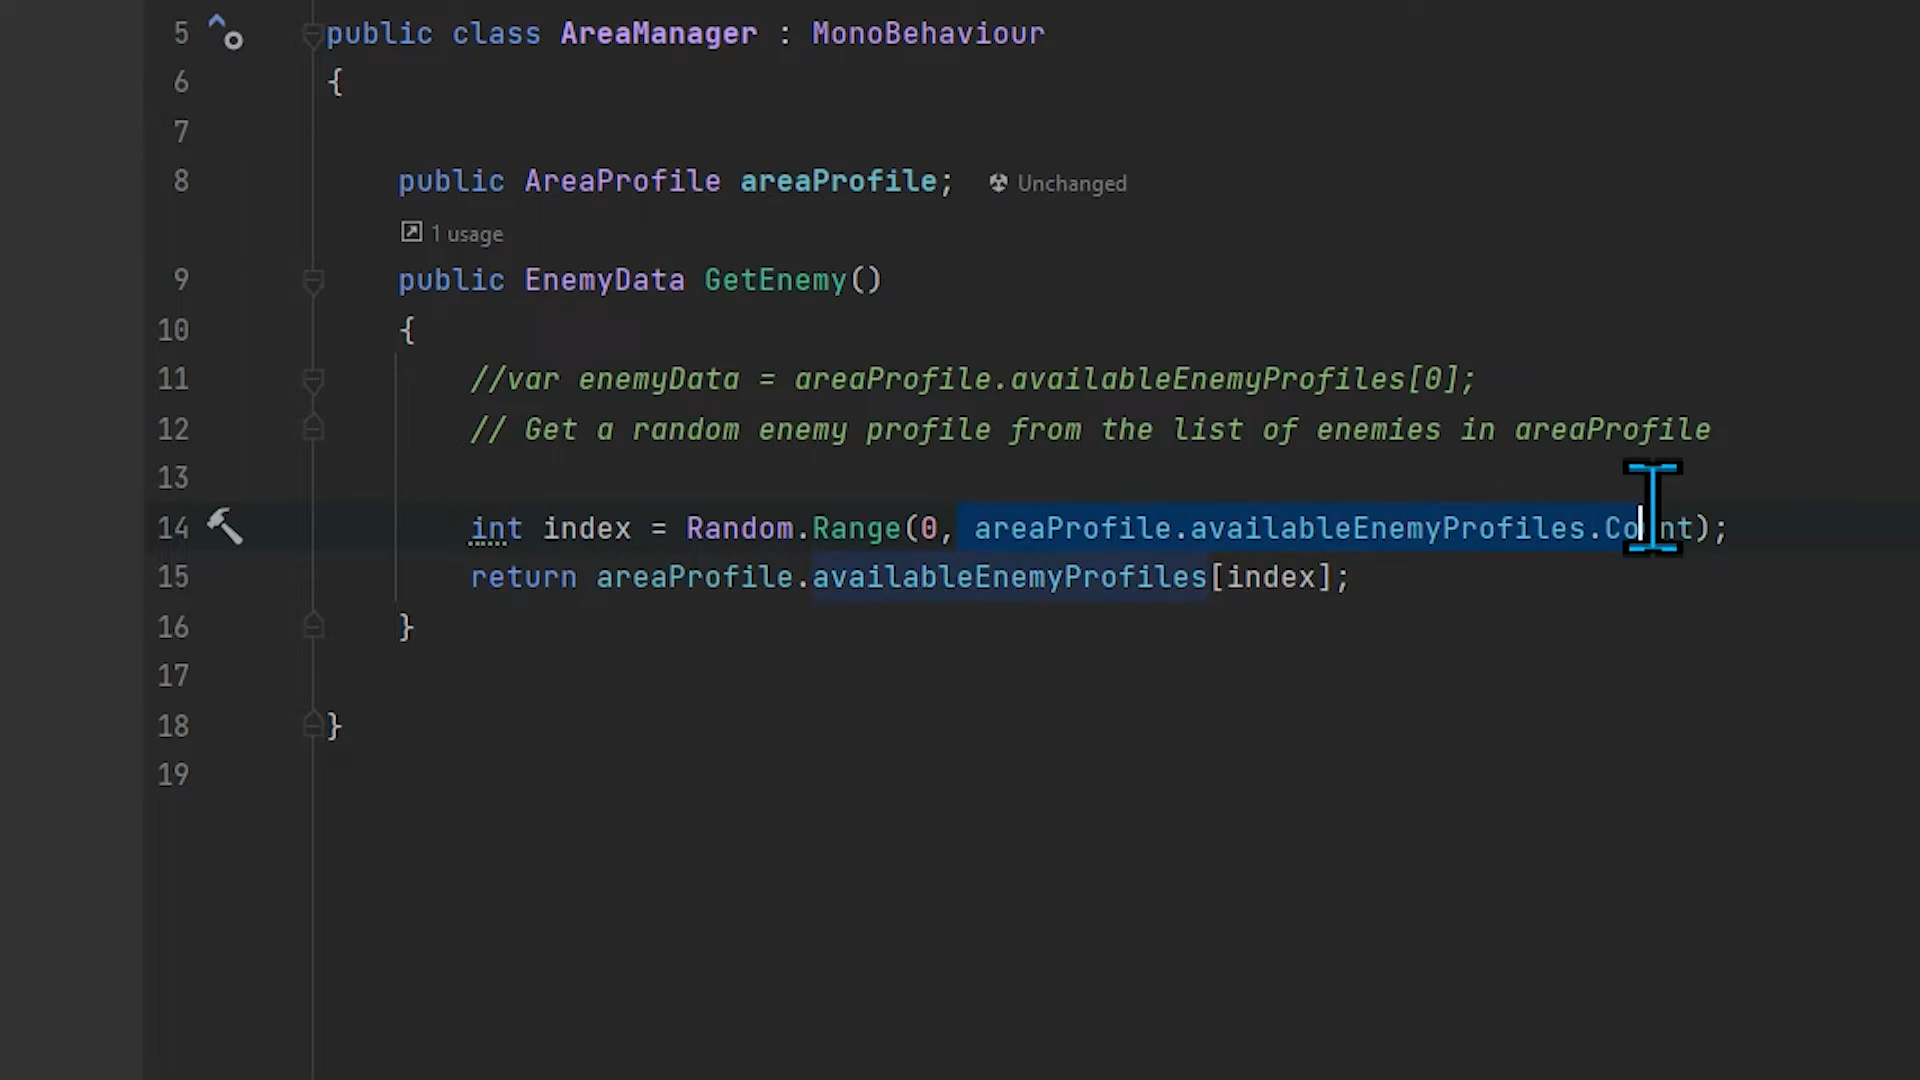 5 public class AreaManager : MonoBehaviour
6 {
7
8 public AreaProfile areaProfile; Unchanged
1 usage
9 public EnemyData GetEnemy()
10 {
11 //var enemyData = areaProfile.availableEnemyProfiles[0];
12 // Get a random enemy profile from the list of enemies in areaProfile
13
14 int index = Random.Range(0, areaProfile.availableEnemyProfiles.Count);
15 return areaProfile.availableEnemyProfiles[index];
16 }
17
18 }
19